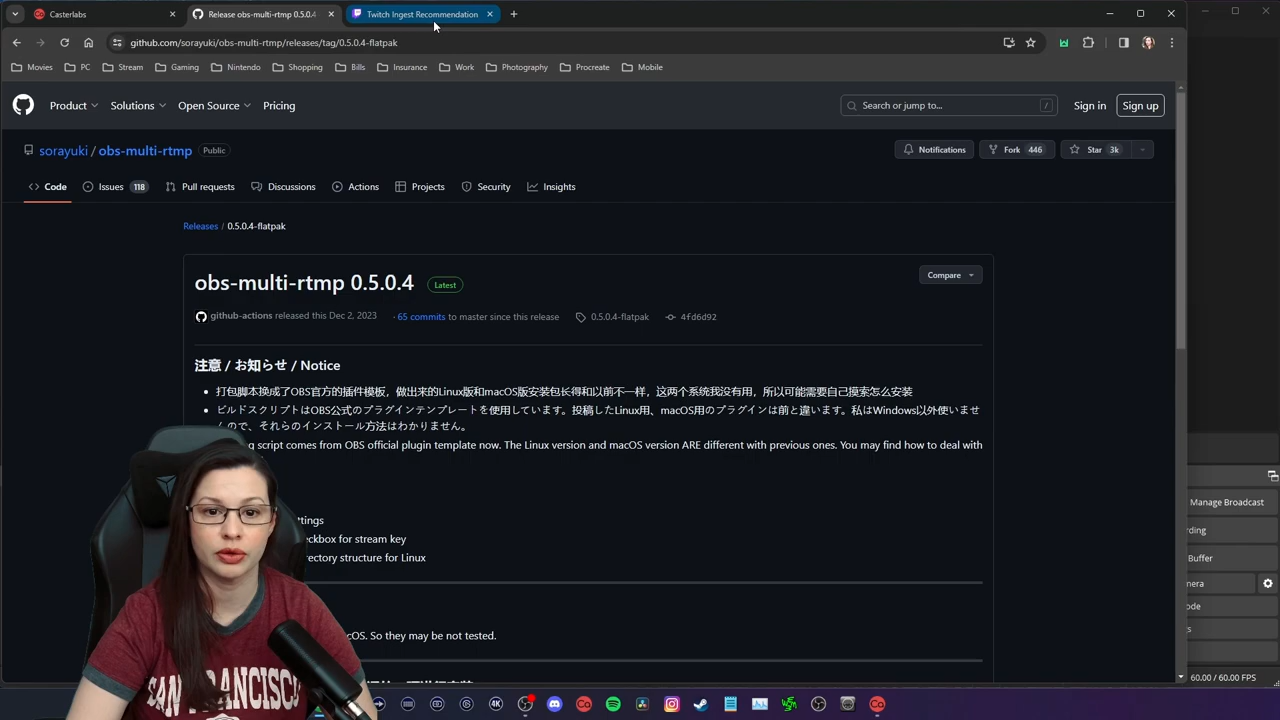 Casterlabs
Release obs-multi-rtmp 0.5.0.4
Twitch Ingest Recommendation
github.com/sorayuki/obs-multi-rtmp/releases/tag/0.5.0.4-flatpak
Movies PC Stream Gaming Nintendo Shopping Bills Insurance Work Photography Procreate Mobile
Product Solutions Open Source Pricing Search or jump to... / Sign in Sign up
sorayuki / obs-multi-rtmp Public Notifications Fork 446 Star 3k
Code Issues 118 Pull requests Discussions Actions Projects Security Insights
Releases / 0.5.0.4-flatpak
obs-multi-rtmp 0.5.0.4 Latest Compare
github-actions released this Dec 2, 2023 · 65 commits to master since this release 0.5.0.4-flatpak 4fd6d92
注意 / お知らせ / Notice
打包脚本换成了OBS官方的插件模板，做出来的Linux版和macOS版安装包长得和以前不一样，这两个系统我没有用，所以可能需要自己摸索怎么安装
ビルドスクリプトはOBS公式のプラグインテンプレートを使用しています。投稿したLinux用、macOS用のプラグインは前と違います。私はWindows以外使いませ
んので、それらのインストール方法はわかりません。
script comes from OBS official plugin template now. The Linux version and macOS version ARE different with previous ones. You may find how to deal with
ttings
eckbox for stream key
rectory structure for Linux
cOS. So they may be not tested.
Manage Broadcast
rding
Buffer
nera
ode
s
60.00 / 60.00 FPS
SAN FRANCISCO
4K